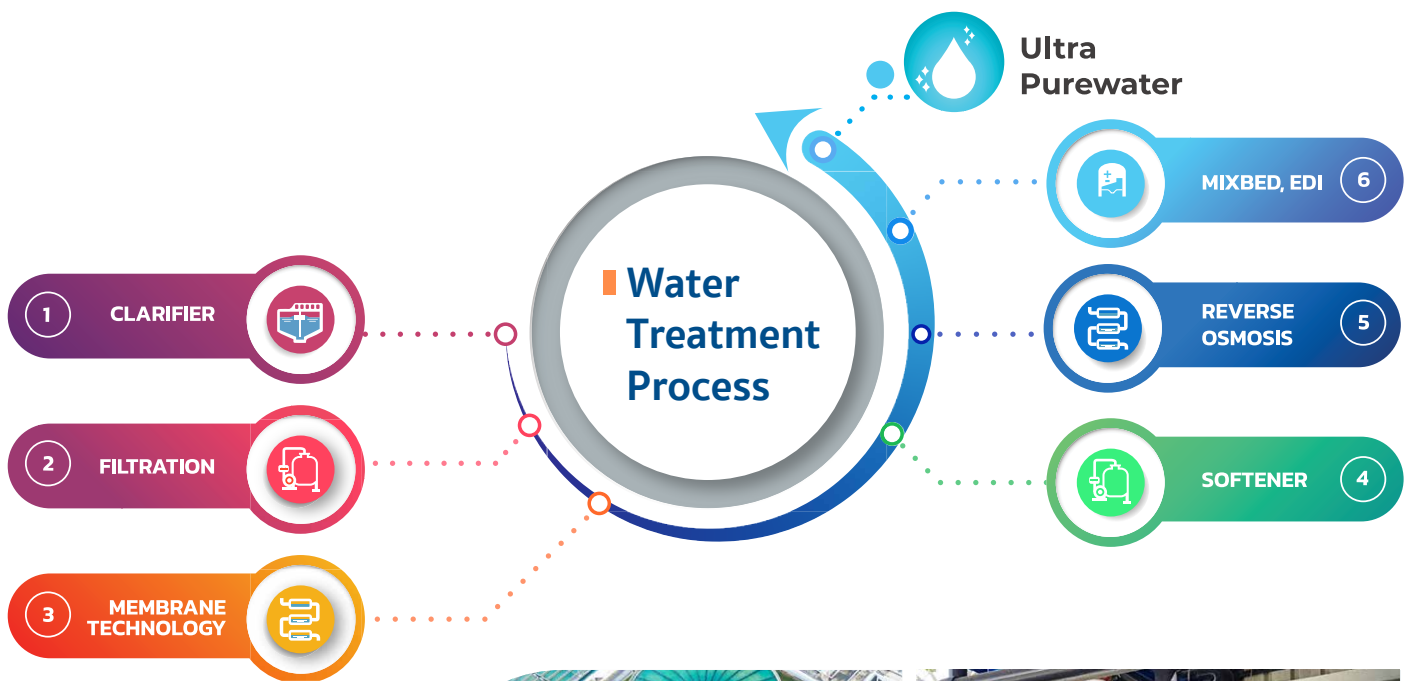 Ultra
Purewater
Water
Treatment
Process
1 CLARIFIER
2 FILTRATION
3 MEMBRANE
TECHNOLOGY
4 SOFTENER
5 REVERSE
OSMOSIS
6 MIXBED, EDI